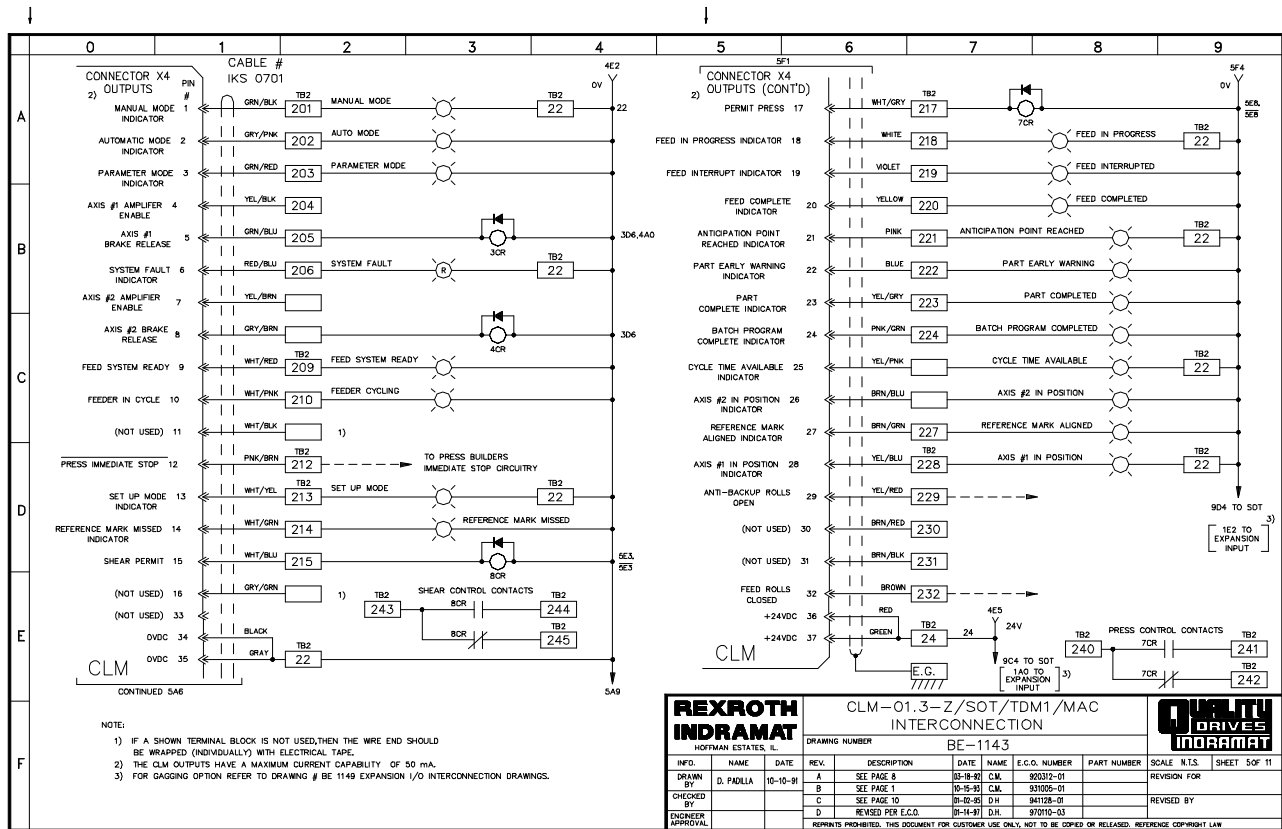 0 1 2 3 4 5 6 7 8 9
A
B
C
D
E
F
CABLE #
IKS 0701
CONNECTOR X4
OUTPUTS
2)
PIN
#
4E2
0V
MANUAL MODE 1
INDICATOR
GRN/BLK
TB2
201
MANUAL MODE
TB2
22
22
AUTOMATIC MODE 2
INDICATOR
GRY/PNK
202
AUTO MODE
PARAMETER MODE 3
INDICATOR
GRN/RED
203
PARAMETER MODE
AXIS #1 AMPLIFER 4
ENABLE
YEL/BLK
204
AXIS #1 5
BRAKE RELEASE
GRN/BLU
205
3CR
3D6,4A0
SYSTEM FAULT 6
INDICATOR
RED/BLU
206
SYSTEM FAULT
R
TB2
22
AXIS #2 AMPLIFIER 7
ENABLE
YEL/BRN
AXIS #2 BRAKE 8
RELEASE
GRY/BRN
4CR
3D6
FEED SYSTEM READY 9
WHT/RED
TB2
209
FEED SYSTEM READY
FEEDER IN CYCLE 10
WHT/PNK
210
FEEDER CYCLING
(NOT USED) 11
WHT/BLK
1)
PRESS IMMEDIATE STOP 12
PNK/BRN
TB2
212
TO PRESS BUILDERS
IMMEDIATE STOP CIRCUITRY
SET UP MODE 13
INDICATOR
WHT/YEL
TB2
213
SET UP MODE
TB2
22
REFERENCE MARK MISSED 14
INDICATOR
WHT/GRN
214
REFERENCE MARK MISSED
SHEAR PERMIT 15
WHT/BLU
215
8CR
5E3,
5E3
(NOT USED) 16
GRY/GRN
1)
SHEAR CONTROL CONTACTS
TB2
243
8CR
TB2
244
8CR
TB2
245
(NOT USED) 33
0VDC 34
BLACK
0VDC 35
GRAY
TB2
22
CLM
CONTINUED 5A6
5A9
5F1
CONNECTOR X4
OUTPUTS (CONT'D)
2)
5F4
0V
PERMIT PRESS 17
WHT/GRY
TB2
217
7CR
5E8,
5E8
FEED IN PROGRESS INDICATOR 18
WHITE
218
FEED IN PROGRESS
TB2
22
FEED INTERRUPT INDICATOR 19
VIOLET
219
FEED INTERRUPTED
FEED COMPLETE 20
INDICATOR
YELLOW
220
FEED COMPLETED
ANTICIPATION POINT 21
REACHED INDICATOR
PINK
221
ANTICIPATION POINT REACHED
TB2
22
PART EARLY WARNING 22
INDICATOR
BLUE
222
PART EARLY WARNING
PART 23
COMPLETE INDICATOR
YEL/GRY
223
PART COMPLETED
BATCH PROGRAM 24
COMPLETE INDICATOR
PNK/GRN
224
BATCH PROGRAM COMPLETED
CYCLE TIME AVAILABLE 25
INDICATOR
YEL/PNK
CYCLE TIME AVAILABLE
TB2
22
AXIS #2 IN POSITION 26
INDICATOR
BRN/BLU
AXIS #2 IN POSITION
REFERENCE MARK 27
ALIGNED INDICATOR
BRN/GRN
227
REFERENCE MARK ALIGNED
AXIS #1 IN POSITION 28
INDICATOR
YEL/BLU
TB2
228
AXIS #1 IN POSITION
TB2
22
ANTI-BACKUP ROLLS 29
OPEN
YEL/RED
229
9D4 TO SOT
1E2 TO
EXPANSION
INPUT
3)
(NOT USED) 30
BRN/RED
230
(NOT USED) 31
BRN/BLK
231
FEED ROLLS 32
CLOSED
BROWN
232
+24VDC 36
RED
+24VDC 37
GREEN
TB2
24
24
4E5
24V
CLM
E.G.
9C4 TO SOT
1A0 TO
EXPANSION
INPUT
3)
PRESS CONTROL CONTACTS
TB2
240
7CR
TB2
241
7CR
TB2
242
NOTE:
1) IF A SHOWN TERMINAL BLOCK IS NOT USED,THEN THE WIRE END SHOULD
BE WRAPPED (INDIVIDUALLY) WITH ELECTRICAL TAPE.
2) THE CLM OUTPUTS HAVE A MAXIMUM CURRENT CAPABILITY OF 50 mA.
3) FOR GAGGING OPTION REFER TO DRAWING # BE 1149 EXPANSION I/O INTERCONNECTION DRAWINGS.
REXROTH
INDRAMAT
HOFFMAN ESTATES, IL.
CLM-01.3-Z/SOT/TDM1/MAC
INTERCONNECTION
DRAWING NUMBER BE-1143
QUALITY
DRIVES
INDRAMAT
INFO. NAME DATE REV. DESCRIPTION DATE NAME E.C.O. NUMBER PART NUMBER SCALE N.T.S. SHEET 5OF 11
DRAWN BY D. PADILLA 10-10-91 A SEE PAGE 8 03-18-92 C.M. 920312-01 REVISION FOR
B SEE PAGE 1 10-15-93 C.M. 931005-01
CHECKED BY C SEE PAGE 10 01-02-95 D H 941128-01 REVISED BY
ENGINEER APPROVAL D REVISED PER E.C.O. 01-14-97 D.H. 970110-03
REPRINTS PROHIBITED. THIS DOCUMENT FOR CUSTOMER USE ONLY, NOT TO BE COPIED OR RELEASED. REFERENCE COPYRIGHT LAW